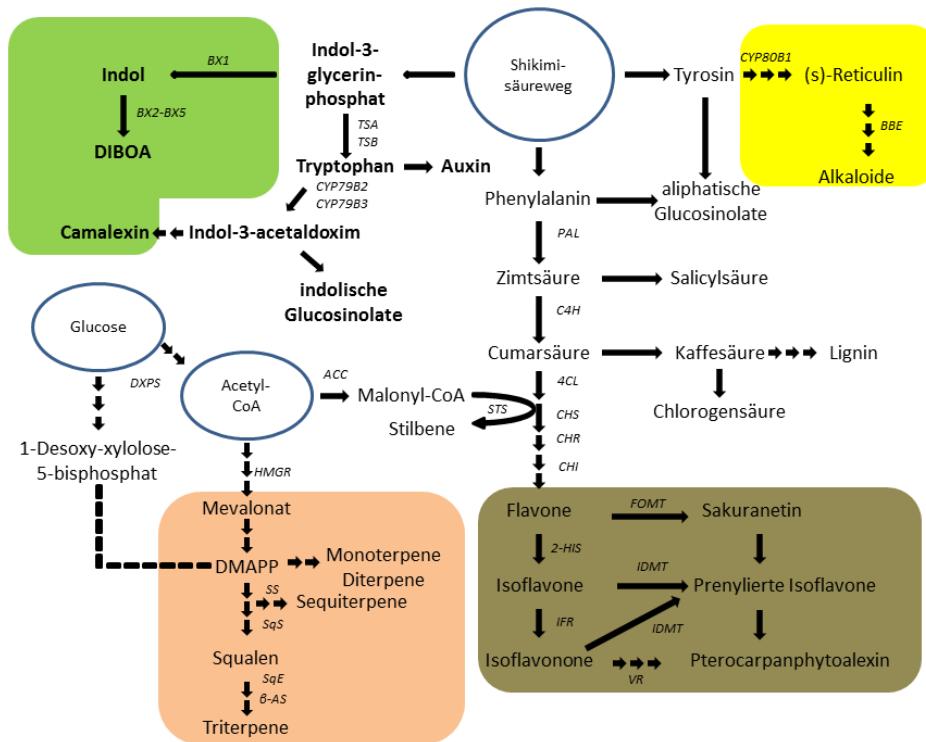 Indol
BX1
Indol-3-
glycerin-
phosphat
Shikimi-
säureweg
Tyrosin
CYP80B1
(s)-Reticulin
BX2-BX5
DIBOA
TSA
TSB
BBE
Tryptophan
Auxin
Alkaloide
CYP79B2
CYP79B3
Phenylalanin
aliphatische
Glucosinolate
Camalexin
Indol-3-acetaldoxim
PAL
Zimtsäure
Salicylsäure
indolische
Glucosinolate
C4H
Glucose
Cumarsäure
Kaffesäure
Lignin
DXPS
Acetyl-
CoA
ACC
Malonyl-CoA
4CL
STS
CHS
Chlorogensäure
Stilbene
CHR
CHI
1-Desoxy-xylolose-
5-bisphosphat
HMGR
Mevalonat
Flavone
FOMT
Sakuranetin
2-HIS
DMAPP
Monoterpene
Diterpene
Isoflavone
IDMT
Prenylierte Isoflavone
SS
Sequiterpene
SqS
IFR
IDMT
Squalen
Isoflavonone
VR
Pterocarpanphytoalexin
SqE
β-AS
Triterpene